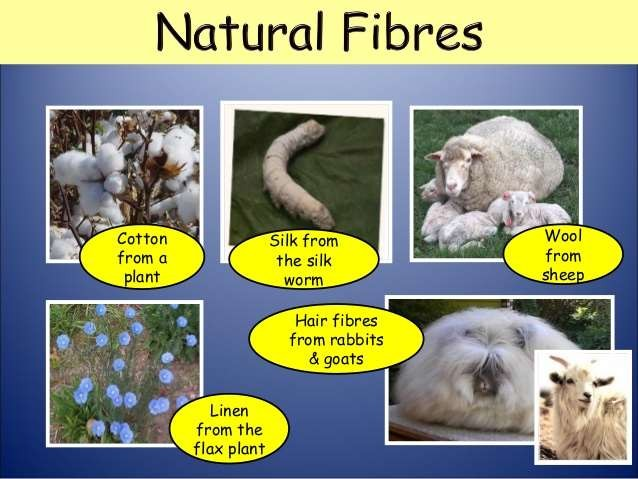 Natural Fibres
Cotton
from a
plant
Silk from
the silk
worm
Wool
from
sheep
Hair fibres
from rabbits
& goats
Linen
from the
flax plant